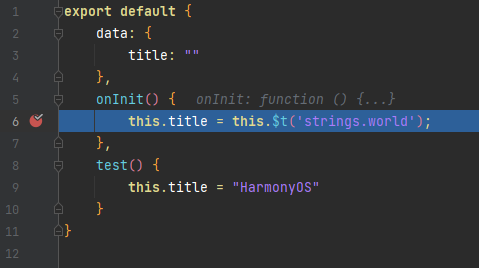 1 export default {
2 data: {
3 title: ""
4 },
5 onInit() { onInit: function () {...}
6 this.title = this.$t('strings.world');
7 },
8 test() {
9 this.title = "HarmonyOS"
10 }
11 }
12